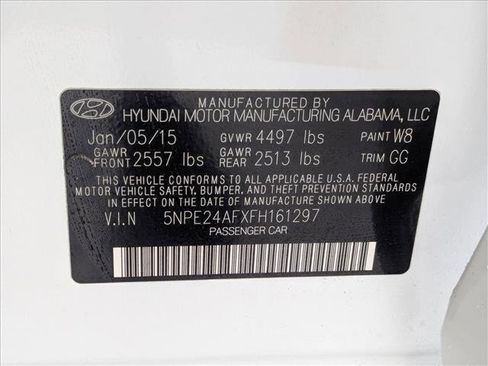 MANUFACTURED BY
HYUNDAI MOTOR MANUFACTURING ALABAMA, LLC
Jan/05/15 GVWR 4497 lbs PAINT W8
GAWR FRONT 2557 lbs GAWR REAR 2513 lbs TRIM GG
THIS VEHICLE CONFORMS TO ALL APPLICABLE U.S.A. FEDERAL
MOTOR VEHICLE SAFETY, BUMPER, AND THEFT PREVENTION
STANDARDS IN EFFECT ON THE DATE OF MANUFACTURE SHOWN ABOVE
V.I.N 5NPE24AFXFH161297
PASSENGER CAR